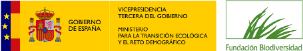 GOBIERNO
DE ESPAÑA
VICEPRESIDENCIA
TERCERA DEL GOBIERNO
MINISTERIO
PARA LA TRANSICIÓN ECOLÓGICA
Y EL RETO DEMOGRÁFICO
Fundación Biodiversidad